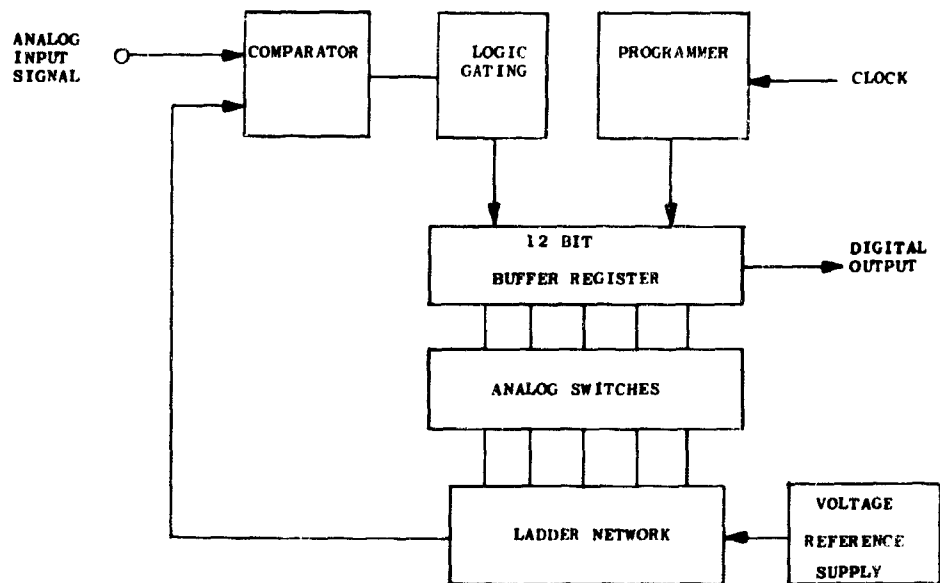 ANALOG
INPUT
SIGNAL
COMPARATOR
LOGIC
GATING
PROGRAMMER
CLOCK
12 BIT
BUFFER REGISTER
DIGITAL
OUTPUT
ANALOG SWITCHES
LADDER NETWORK
VOLTAGE
REFERENCE
SUPPLY